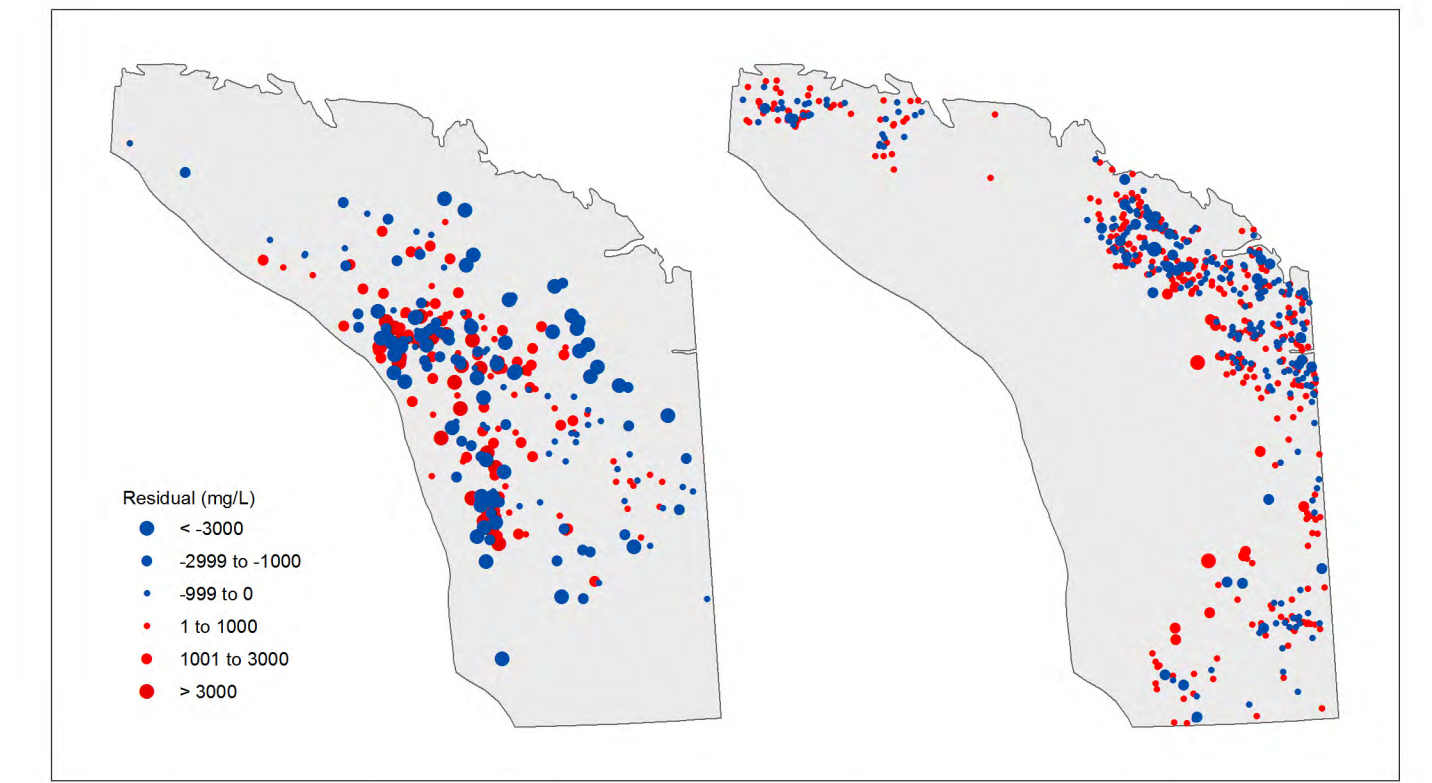 Residual (mg/L)
< -3000
-2999 to -1000
-999 to 0
1 to 1000
1001 to 3000
> 3000